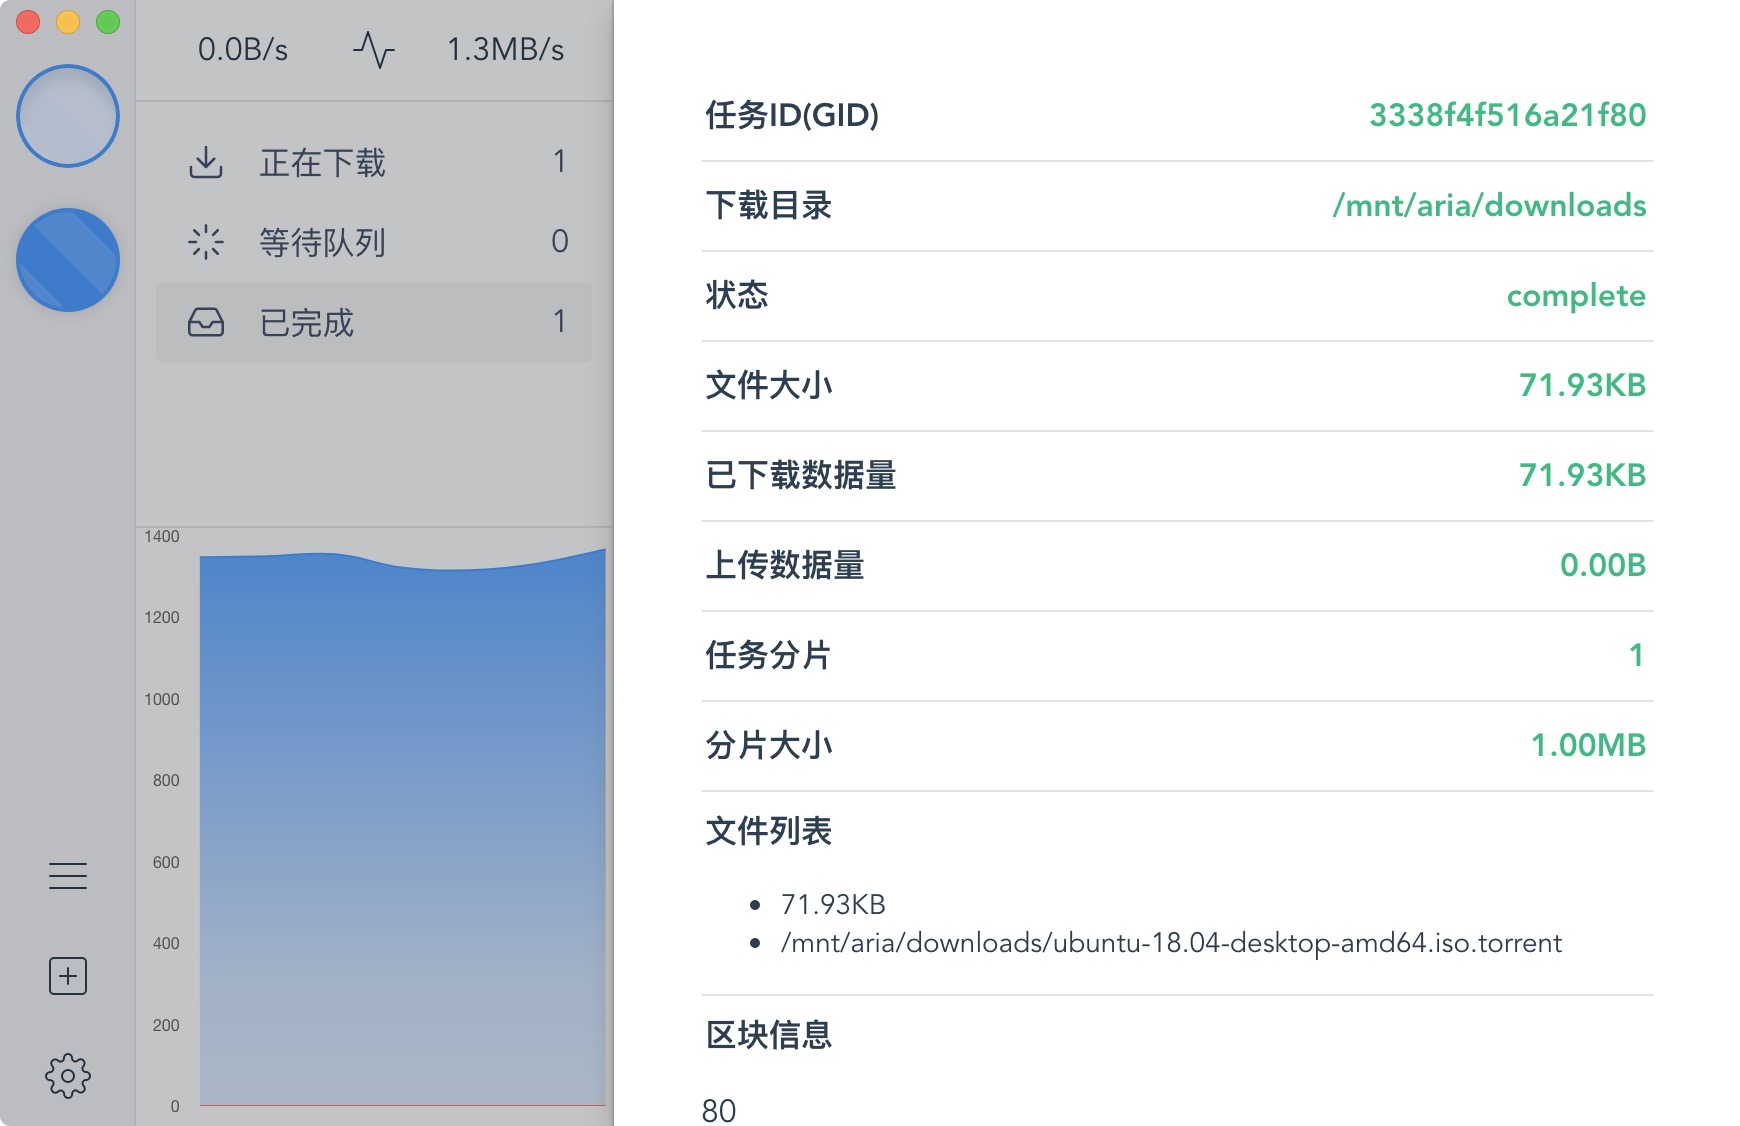 0.0B/s 1.3MB/s
正在下载 1
等待队列 0
已完成 1
1400
1200
1000
800
600
400
200
0
任务ID(GID) 3338f4f516a21f80
下载目录 /mnt/aria/downloads
状态 complete
文件大小 71.93KB
已下载数据量 71.93KB
上传数据量 0.00B
任务分片 1
分片大小 1.00MB
文件列表
71.93KB
/mnt/aria/downloads/ubuntu-18.04-desktop-amd64.iso.torrent
区块信息
80